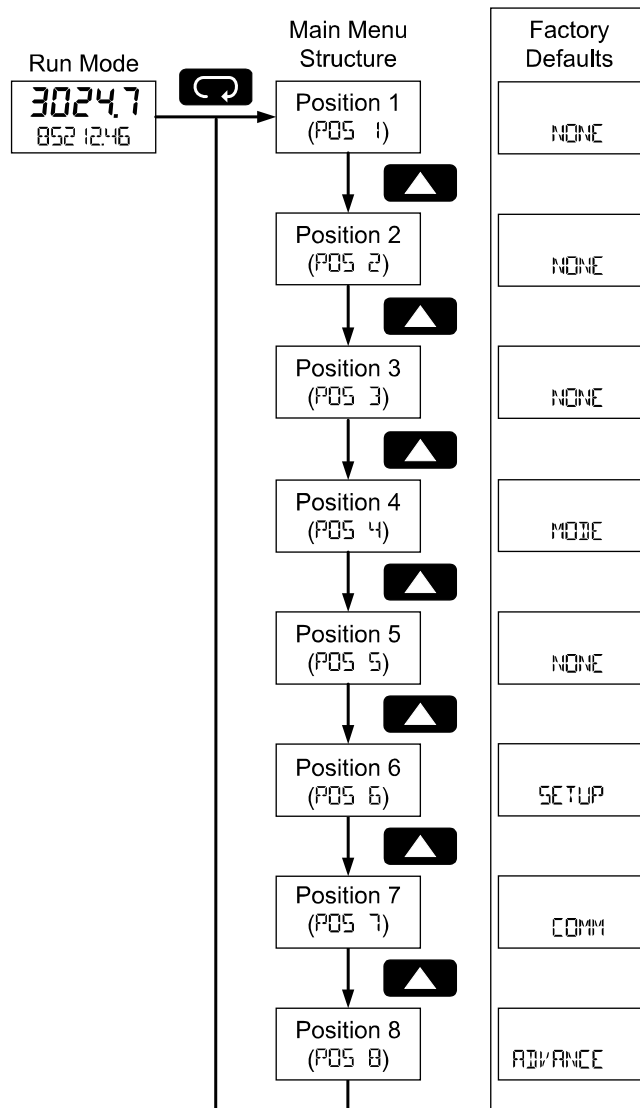 Run Mode
3024.7
85212.46
Main Menu
Structure
Factory
Defaults
Position 1
(POS 1)
NONE
Position 2
(POS 2)
NONE
Position 3
(POS 3)
NONE
Position 4
(POS 4)
MODE
Position 5
(POS 5)
NONE
Position 6
(POS 6)
SETUP
Position 7
(POS 7)
COMM
Position 8
(POS 8)
ADVANCE